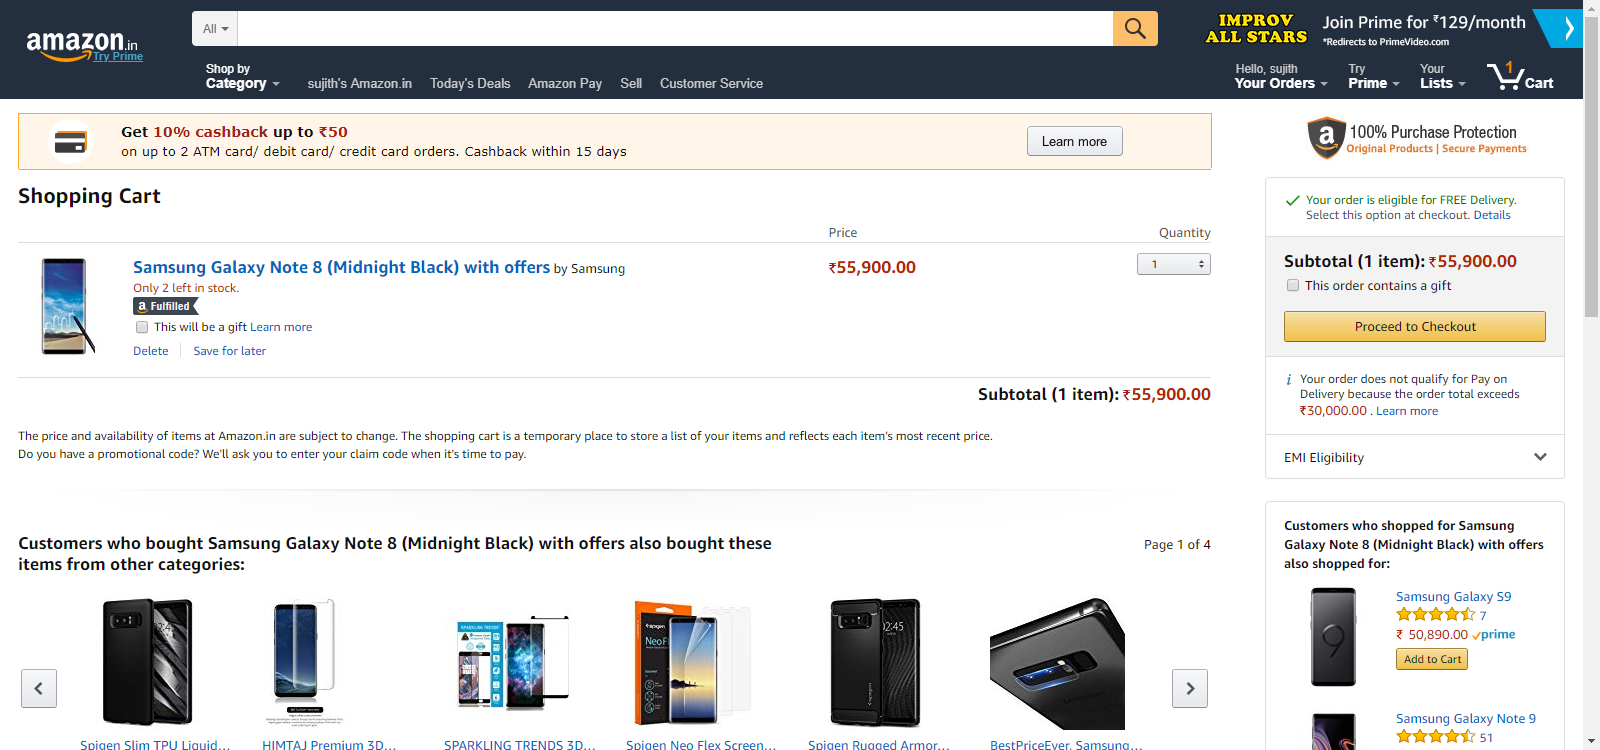 amazon.in
Try Prime
All
IMPROV
ALL STARS
Join Prime for ₹129/month
*Redirects to PrimeVideo.com
Shop by
Category
sujith's Amazon.in
Today's Deals
Amazon Pay
Sell
Customer Service
Hello, sujith
Your Orders
Try
Prime
Your
Lists
1
Cart
Get 10% cashback up to ₹50
on up to 2 ATM card/ debit card/ credit card orders. Cashback within 15 days
Learn more
100% Purchase Protection
Original Products | Secure Payments
Shopping Cart
Price
Quantity
Samsung Galaxy Note 8 (Midnight Black) with offers by Samsung
Only 2 left in stock.
a Fulfilled
This will be a gift Learn more
Delete
Save for later
₹55,900.00
1
Subtotal (1 item): ₹55,900.00
The price and availability of items at Amazon.in are subject to change. The shopping cart is a temporary place to store a list of your items and reflects each item's most recent price.
Do you have a promotional code? We'll ask you to enter your claim code when it's time to pay.
Your order is eligible for FREE Delivery.
Select this option at checkout. Details
Subtotal (1 item): ₹55,900.00
This order contains a gift
Proceed to Checkout
Your order does not qualify for Pay on
Delivery because the order total exceeds
₹30,000.00 . Learn more
EMI Eligibility
Customers who bought Samsung Galaxy Note 8 (Midnight Black) with offers also bought these
items from other categories:
Page 1 of 4
SPARKLING TRENDS
spigen
Neo Fl
Spigen Slim TPU Liquid...
HIMTAJ Premium 3D...
SPARKLING TRENDS 3D...
Spigen Neo Flex Screen...
Spigen Rugged Armor...
BestPriceEver. Samsung...
Customers who shopped for Samsung
Galaxy Note 8 (Midnight Black) with offers
also shopped for:
Samsung Galaxy S9
7
₹ 50,890.00 prime
Add to Cart
Samsung Galaxy Note 9
51